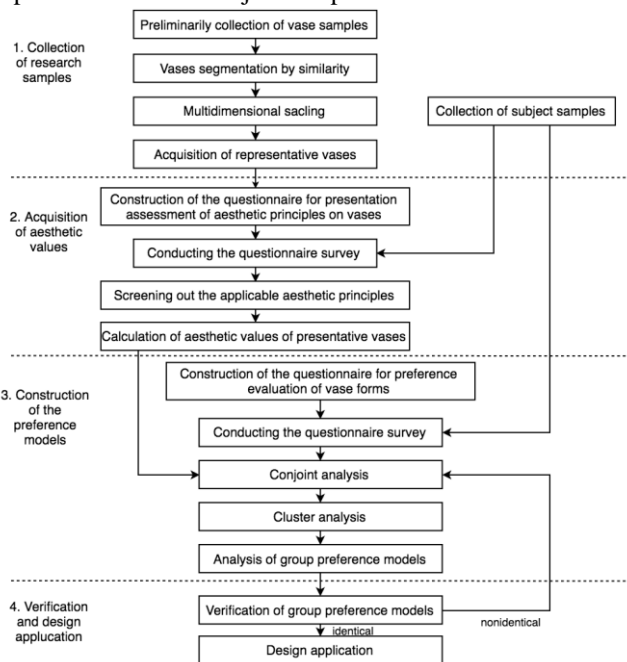 Preliminarily collection of vase samples
1. Collection
of research
samples
Vases segmentation by similarity
Multidimensional sacling
Collection of subject samples
Acquisition of representative vases
2. Acquisition
of aesthetic
values
Construction of the questionnaire for presentation
assessment of aesthetic principles on vases
Conducting the questionnaire survey
Screening out the applicable aesthetic principles
Calculation of aesthetic values of presentative vases
3. Construction
of the
preference
models
Construction of the questionnaire for preference
evaluation of vase forms
Conducting the questionnaire survey
Conjoint analysis
Cluster analysis
Analysis of group preference models
4. Verification
and design
applucation
Verification of group preference models
nonidentical
identical
Design application